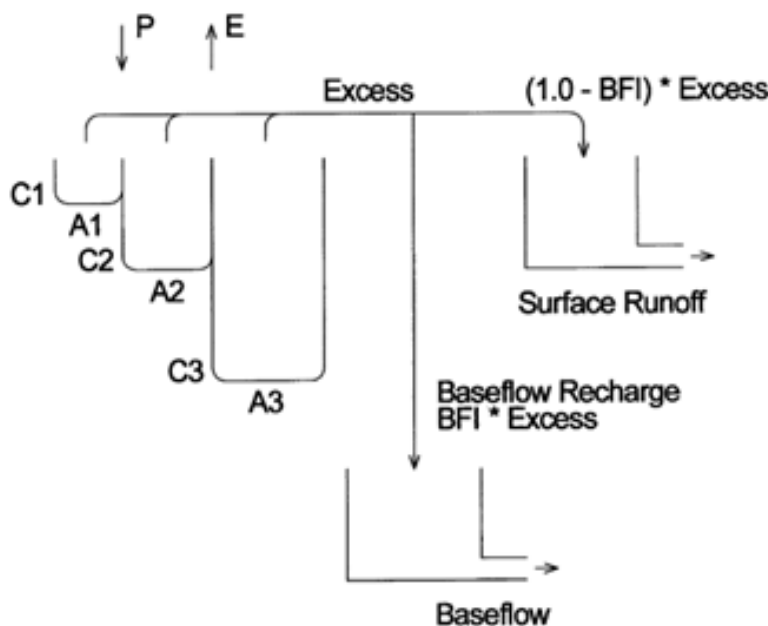 P
E
Excess
(1.0 - BFI) * Excess
C1
A1
C2
A2
Surface Runoff
C3
A3
Baseflow Recharge
BFI * Excess
Baseflow